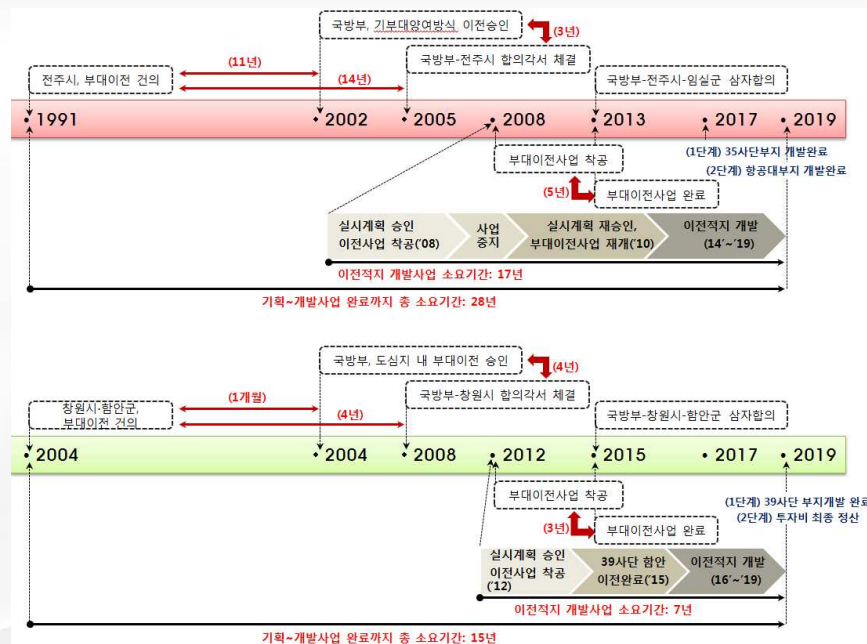 국방부, 기부대양여방식 이전승인
(3년)
(11년)
국방부-전주시 합의각서 체결
전주시, 부대이전 건의
(14년)
국방부-전주시-임실군 삼자합의
• 1991
• 2002
• 2005
• 2008
• 2013
• 2017
• 2019
(1단계) 35사단부지 개발완료
부대이전사업 착공
(2단계) 항공대부지 개발완료
(5년)
부대이전사업 완료
실시계획 승인
이전사업 착공('08)
사업
중지
실시계획 재승인,
부대이전사업 재개('10)
이전적지 개발
(14'~'19)
이전적지 개발사업 소요기간: 17년
기획~개발사업 완료까지 총 소요기간: 28년
국방부, 도심지 내 부대이전 승인
(4년)
(1개월)
국방부-창원시 합의각서 체결
창원시·함안군,
부대이전 건의
(4년)
국방부-창원시-함안군 삼자합의
• 2004
• 2004
• 2008
• 2012
• 2015
• 2017
• 2019
부대이전사업 착공
(1단계) 39사단 부지개발 완료
(2단계) 투자비 최종 정산
(3년)
부대이전사업 완료
실시계획 승인
이전사업 착공
('12)
39사단 함안
이전완료('15)
이전적지 개발
(16'~'19)
이전적지 개발사업 소요기간: 7년
기획~개발사업 완료까지 총 소요기간: 15년